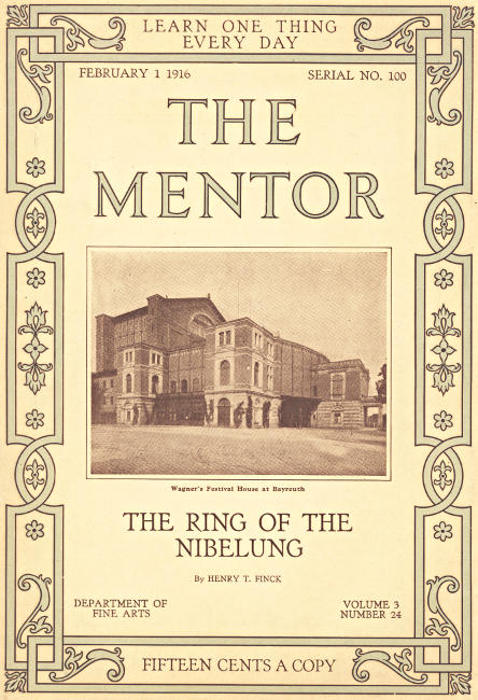 LEARN ONE THING
EVERY DAY
FEBRUARY 1 1916
SERIAL NO. 100
THE
MENTOR
Wagner's Festival House at Bayreuth
THE RING OF THE
NIBELUNG
By HENRY T. FINCK
DEPARTMENT OF
FINE ARTS
VOLUME 3
NUMBER 24
FIFTEEN CENTS A COPY